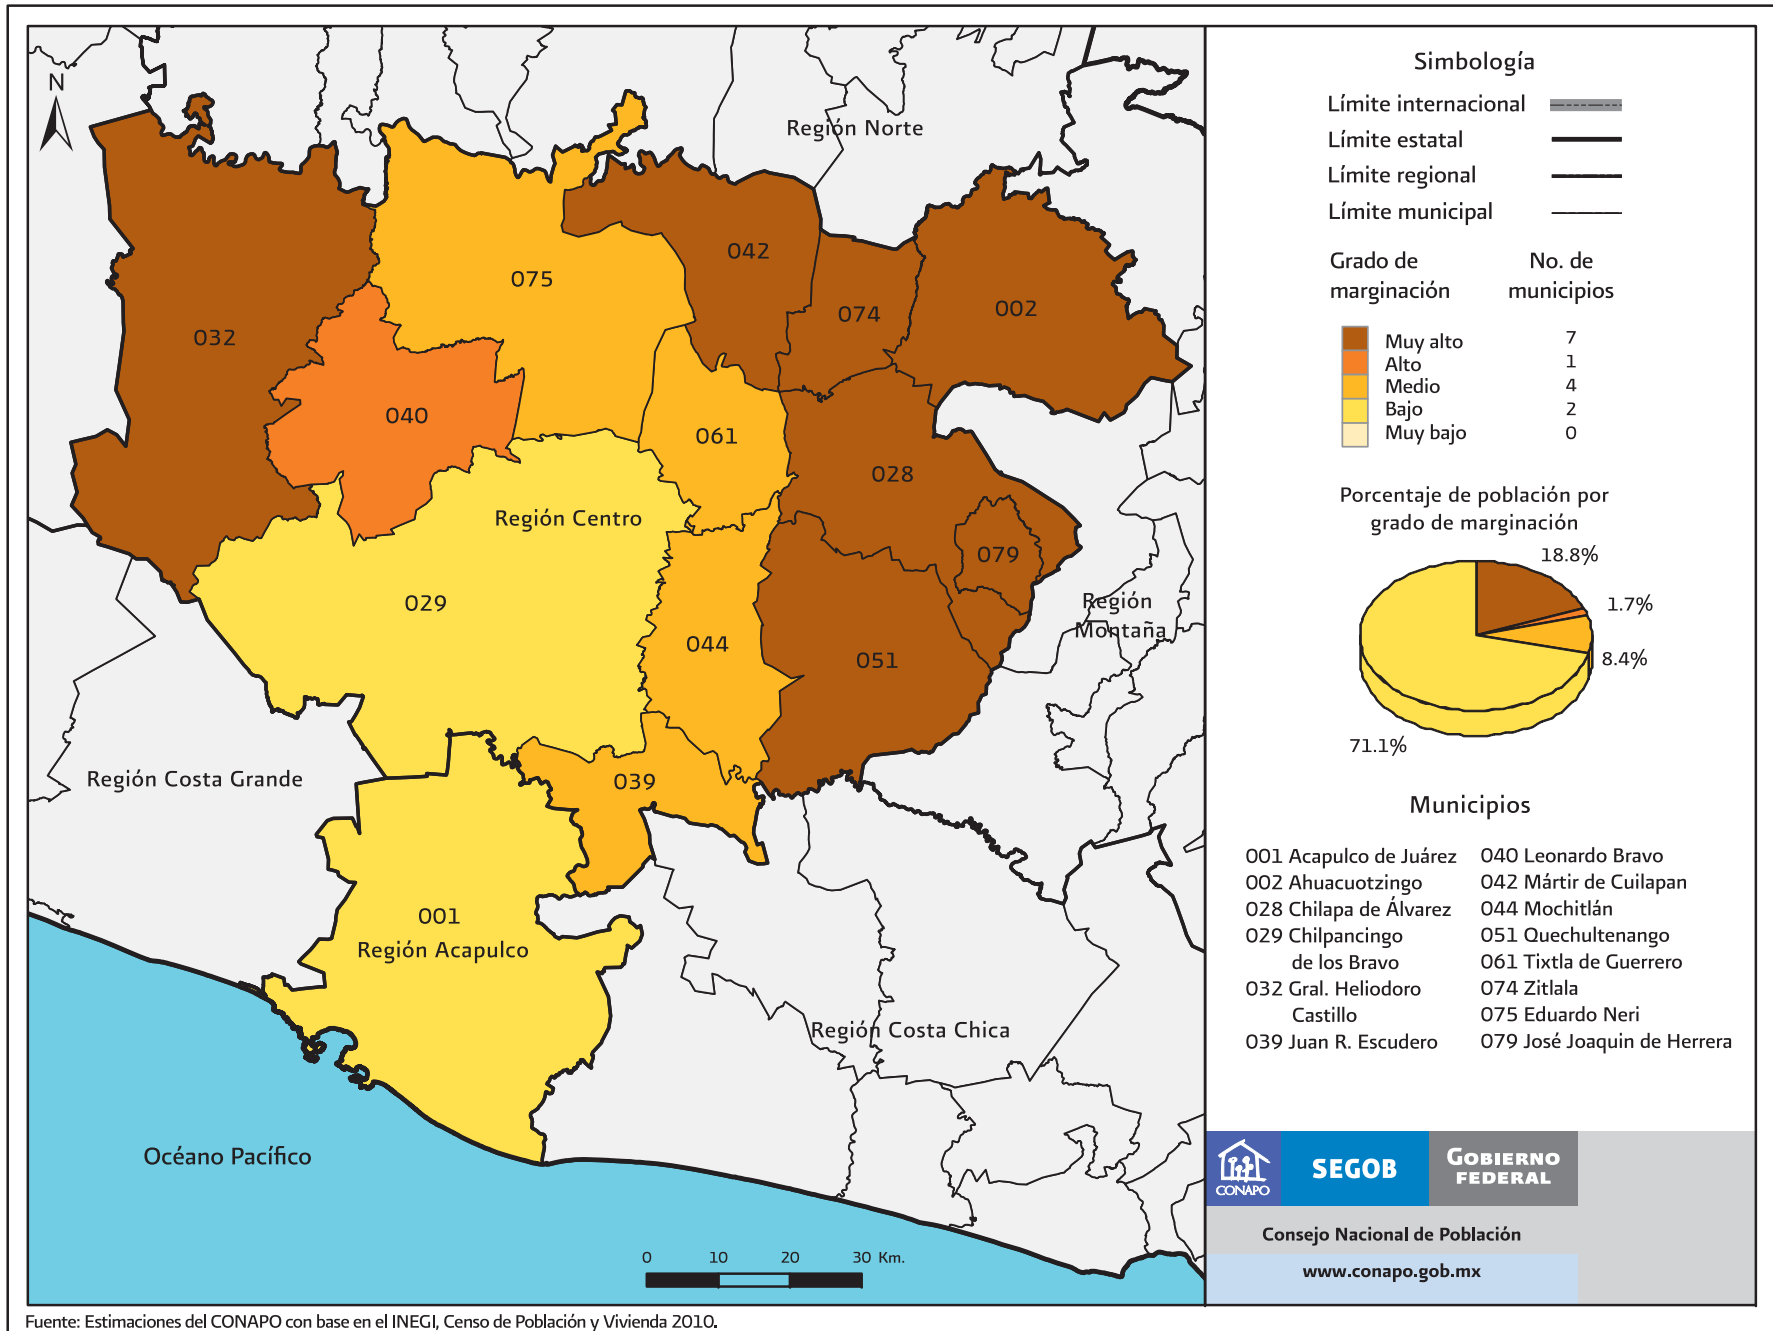 N
Región Norte
042
075
074
002
032
040
061
028
Región Centro
079
029
Región
Montaña
044
051
Región Costa Grande
039
001
Región Acapulco
Región Costa Chica
Océano Pacífico
0 10 20 30 Km.
Simbología
Límite internacional
Límite estatal
Límite regional
Límite municipal
Grado de marginación
No. de municipios
Muy alto 7
Alto 1
Medio 4
Bajo 2
Muy bajo 0
Porcentaje de población por
grado de marginación
18.8%
1.7%
8.4%
71.1%
Municipios
001 Acapulco de Juárez
002 Ahuacuotzingo
028 Chilapa de Álvarez
029 Chilpancingo
de los Bravo
032 Gral. Heliodoro
Castillo
039 Juan R. Escudero
040 Leonardo Bravo
042 Mártir de Cuilapan
044 Mochitlán
051 Quechultenango
061 Tixtla de Guerrero
074 Zitlala
075 Eduardo Neri
079 José Joaquin de Herrera
CONAPO
SEGOB
GOBIERNO
FEDERAL
Consejo Nacional de Población
www.conapo.gob.mx
Fuente: Estimaciones del CONAPO con base en el INEGI, Censo de Población y Vivienda 2010.